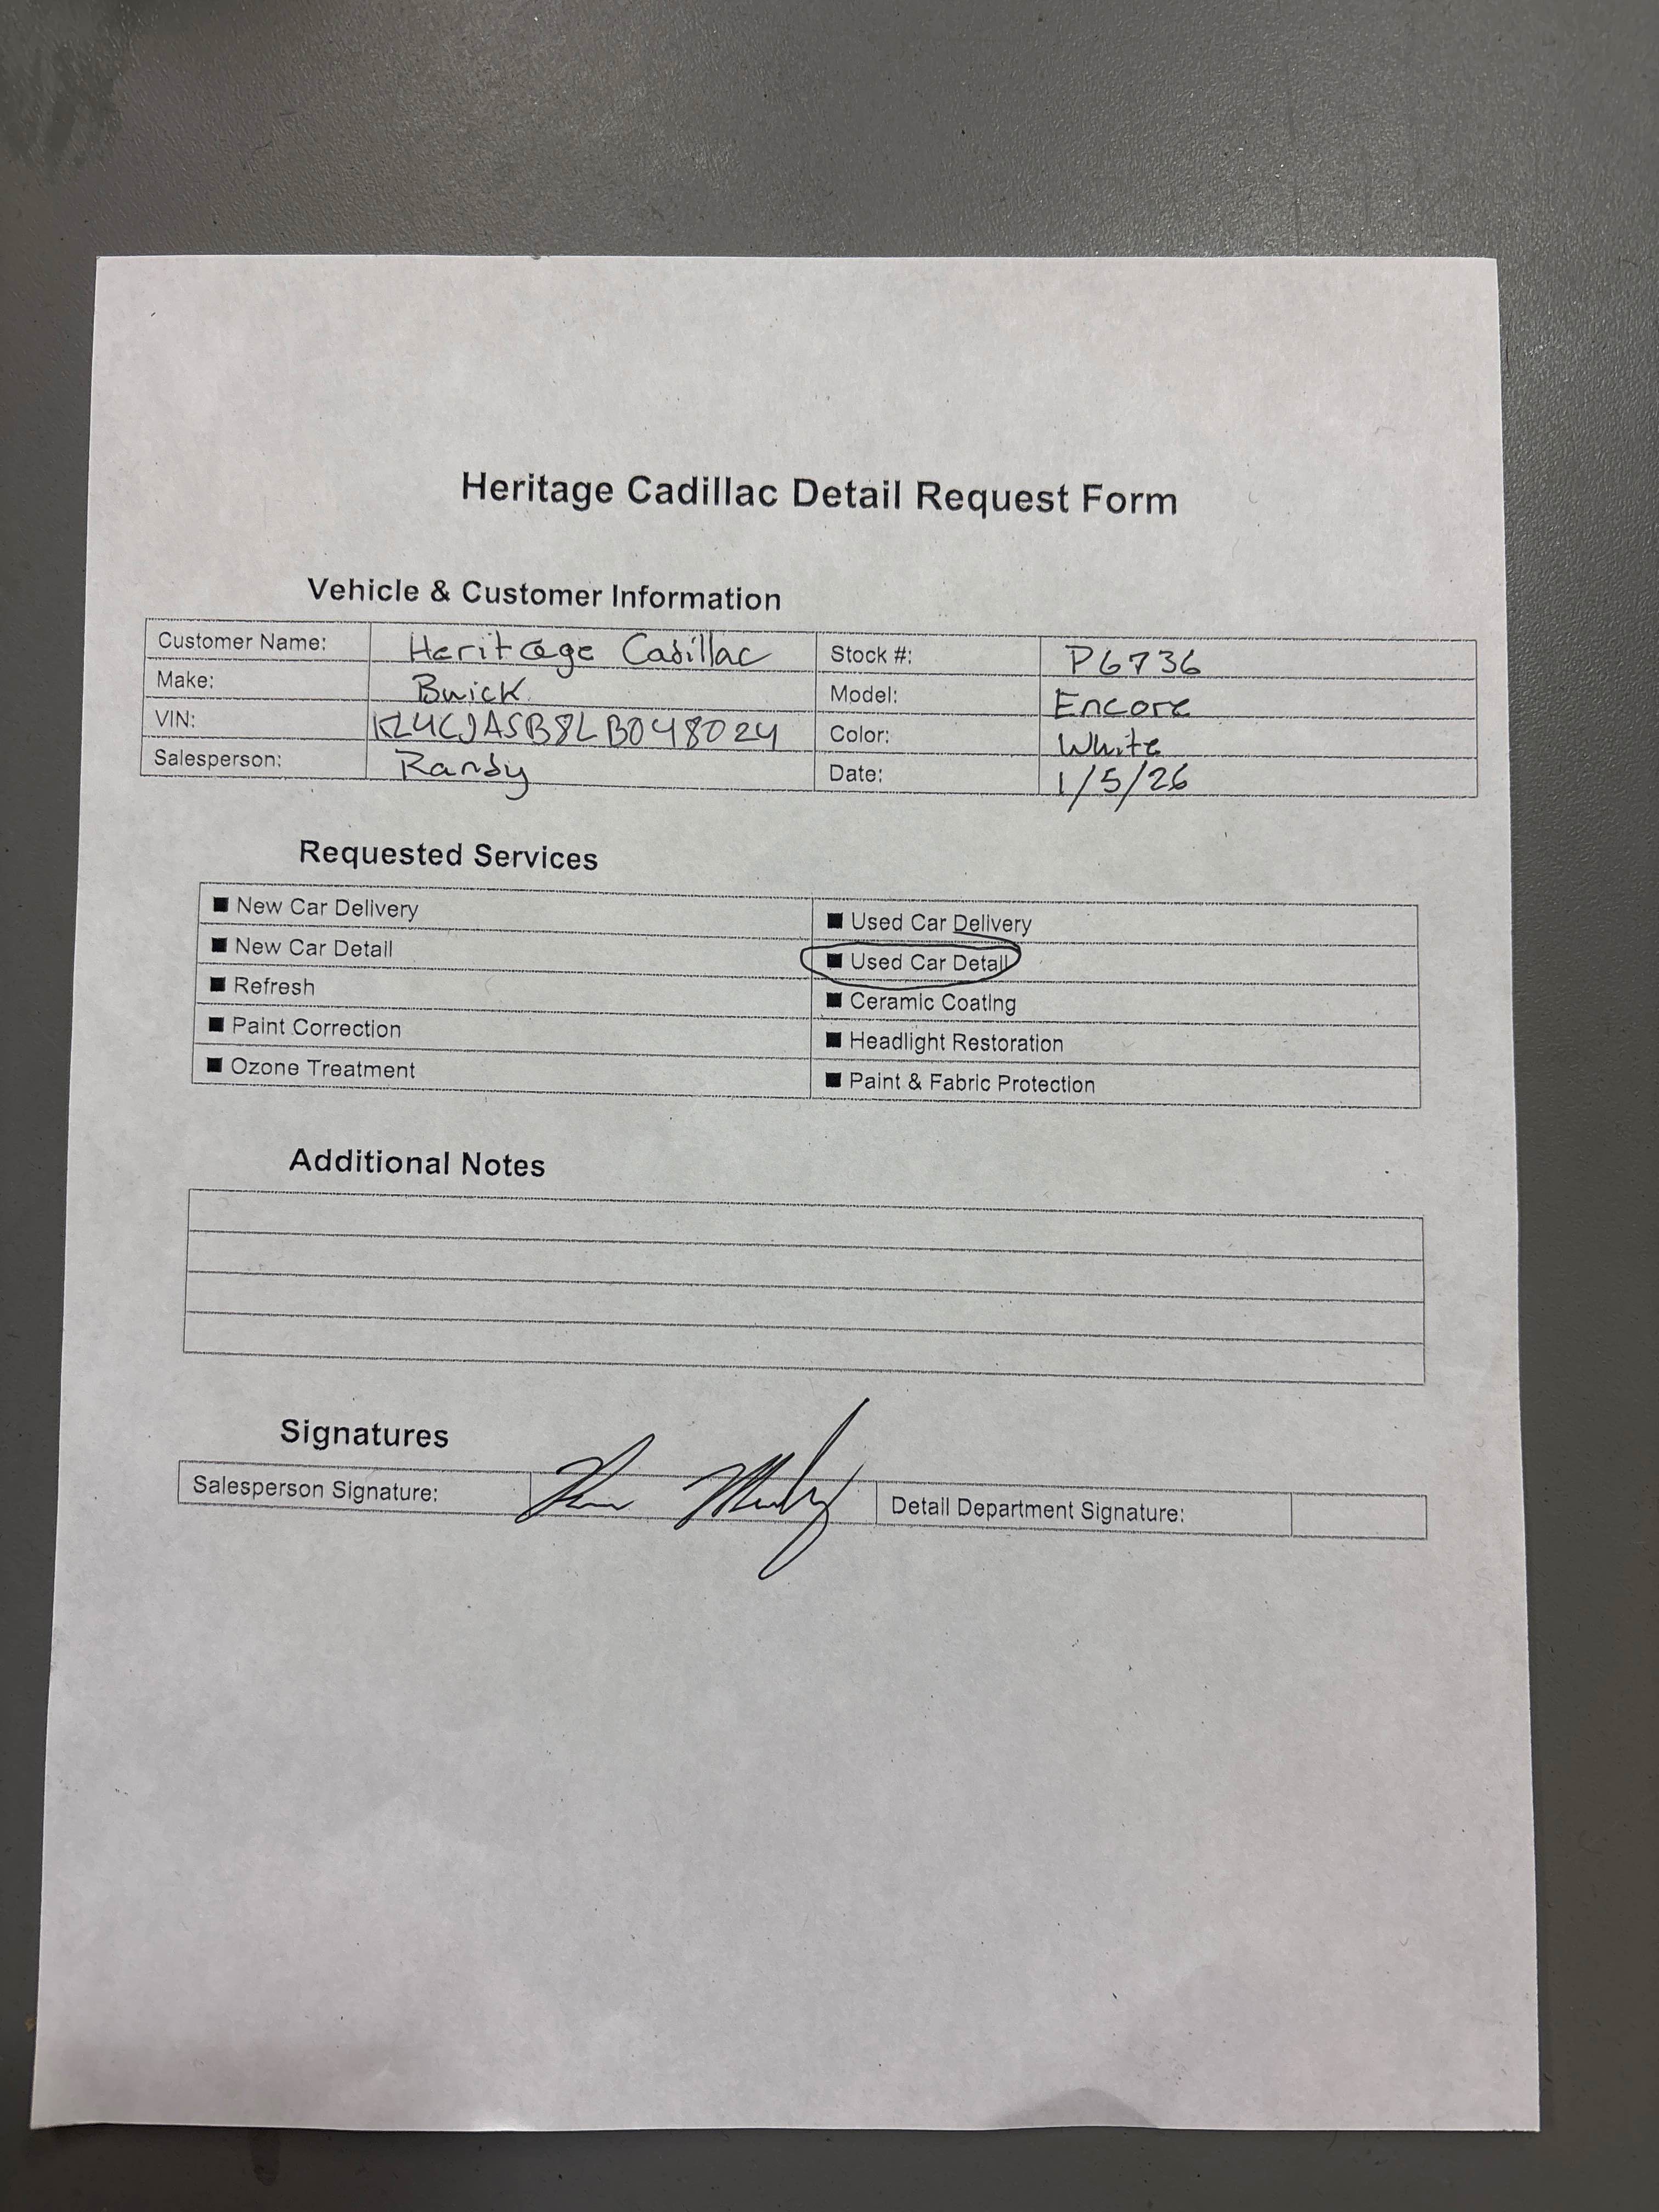 Heritage Cadillac Detail Request Form
Vehicle & Customer Information
Customer Name: Heritage Cadillac Stock #: P6736
Make: Buick Model: Encore
VIN: KL4CJASB8LB048024 Color: White
Salesperson: Randy Date: 1/5/26
Requested Services
■ New Car Delivery ■ Used Car Delivery
■ New Car Detail ■ Used Car Detail
■ Refresh ■ Ceramic Coating
■ Paint Correction ■ Headlight Restoration
■ Ozone Treatment ■ Paint & Fabric Protection
Additional Notes
Signatures
Salesperson Signature: Detail Department Signature: